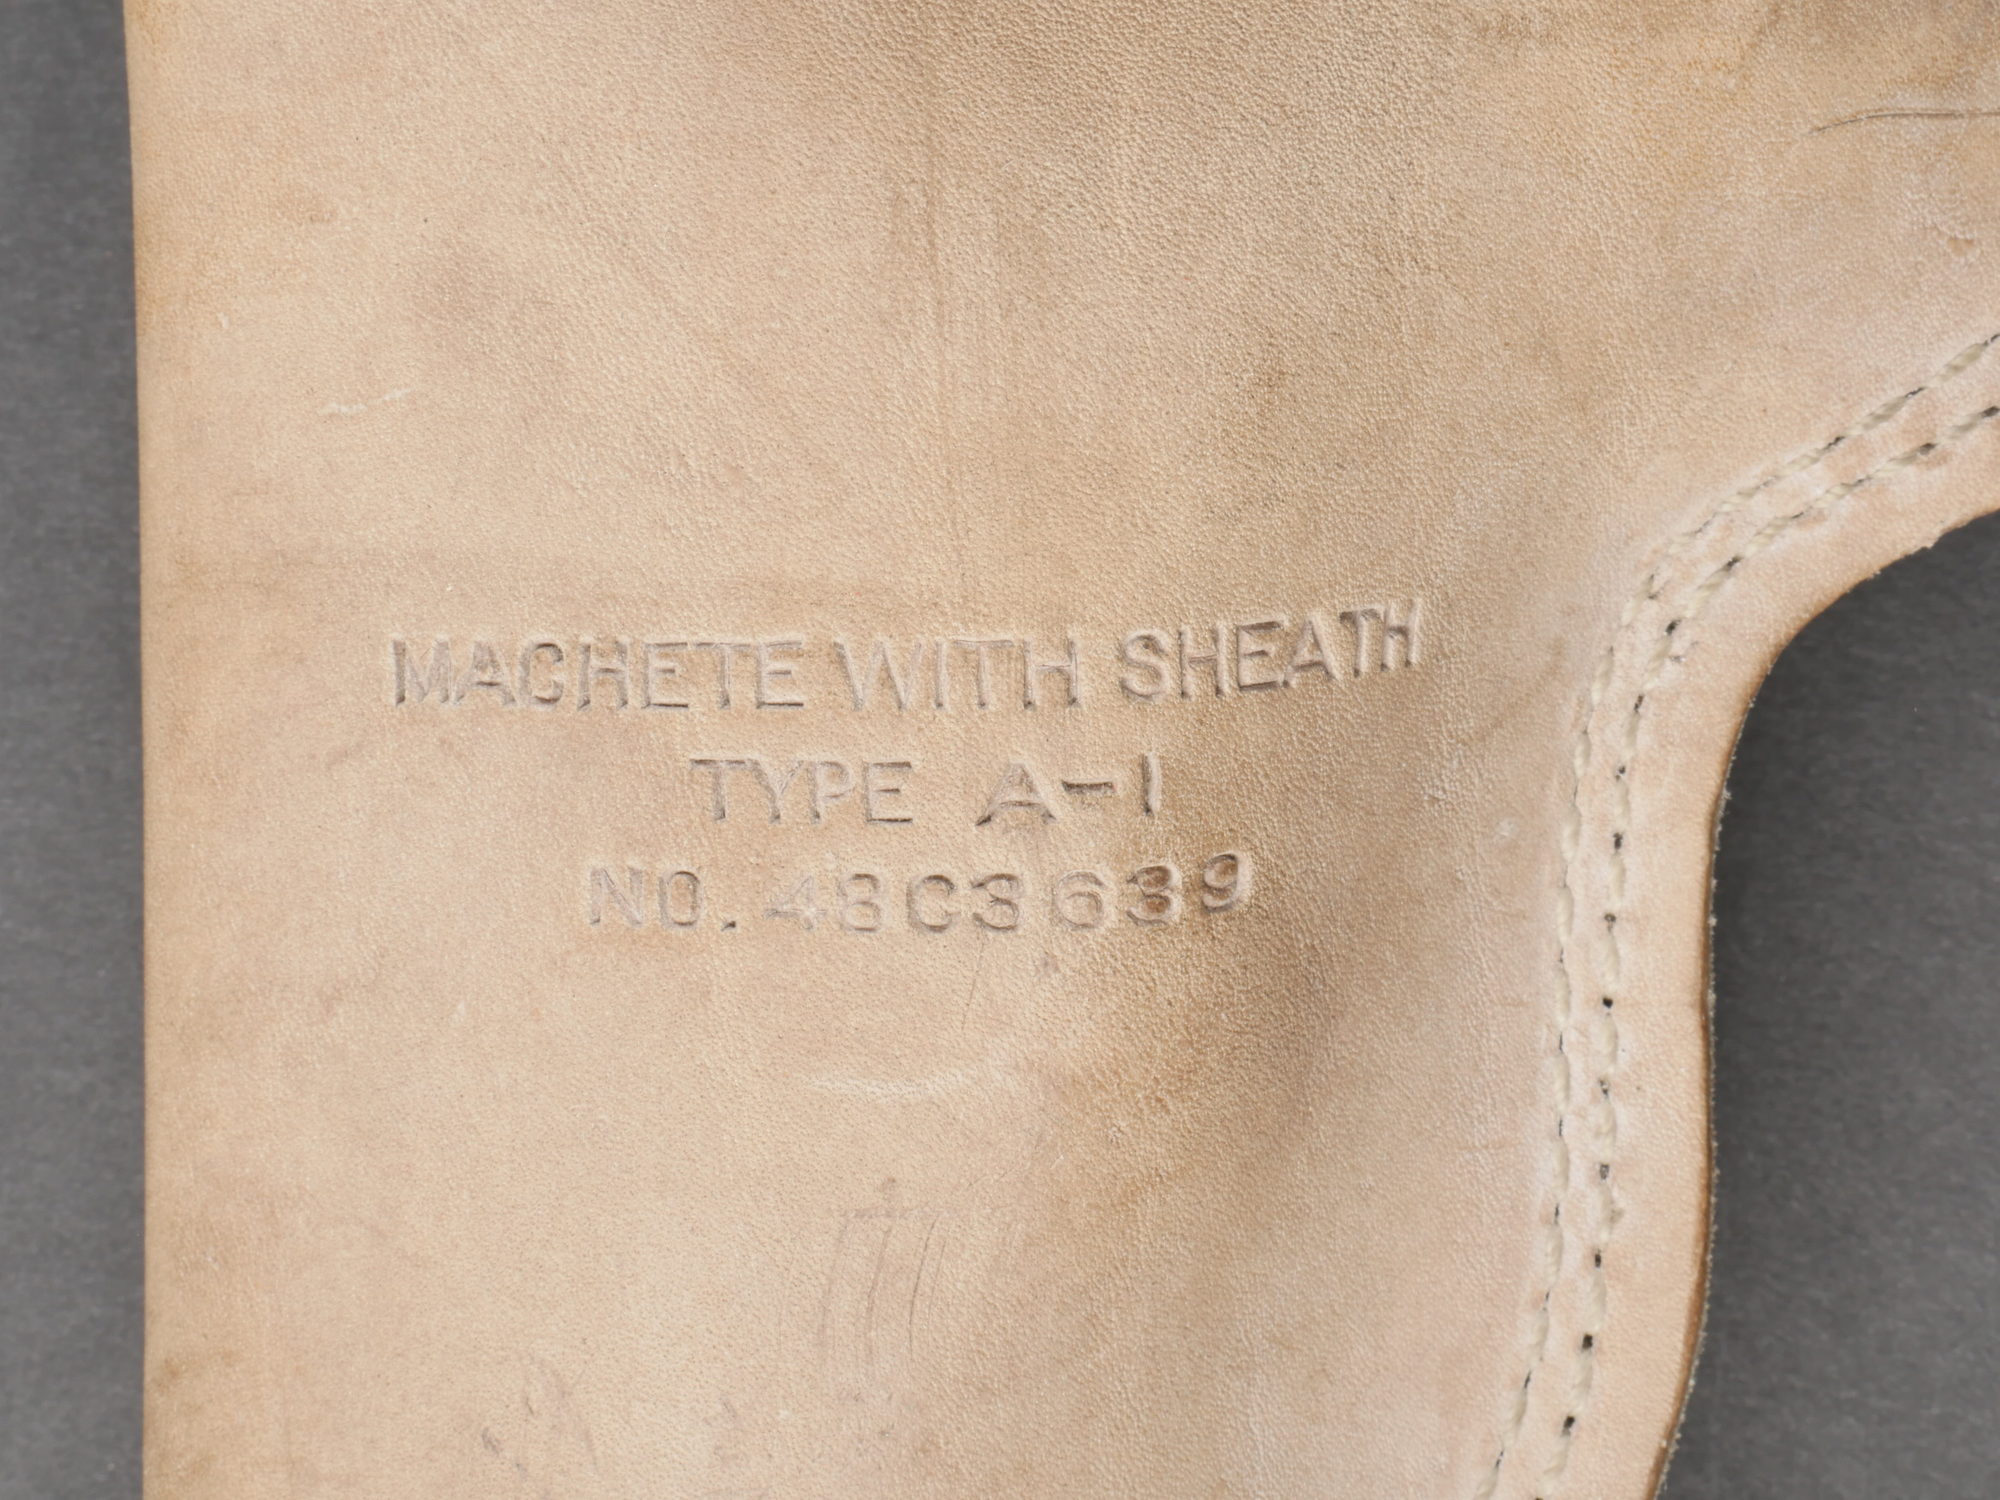 MACHETE WITH SHEATH
TYPE A-1
NO. 43C3639